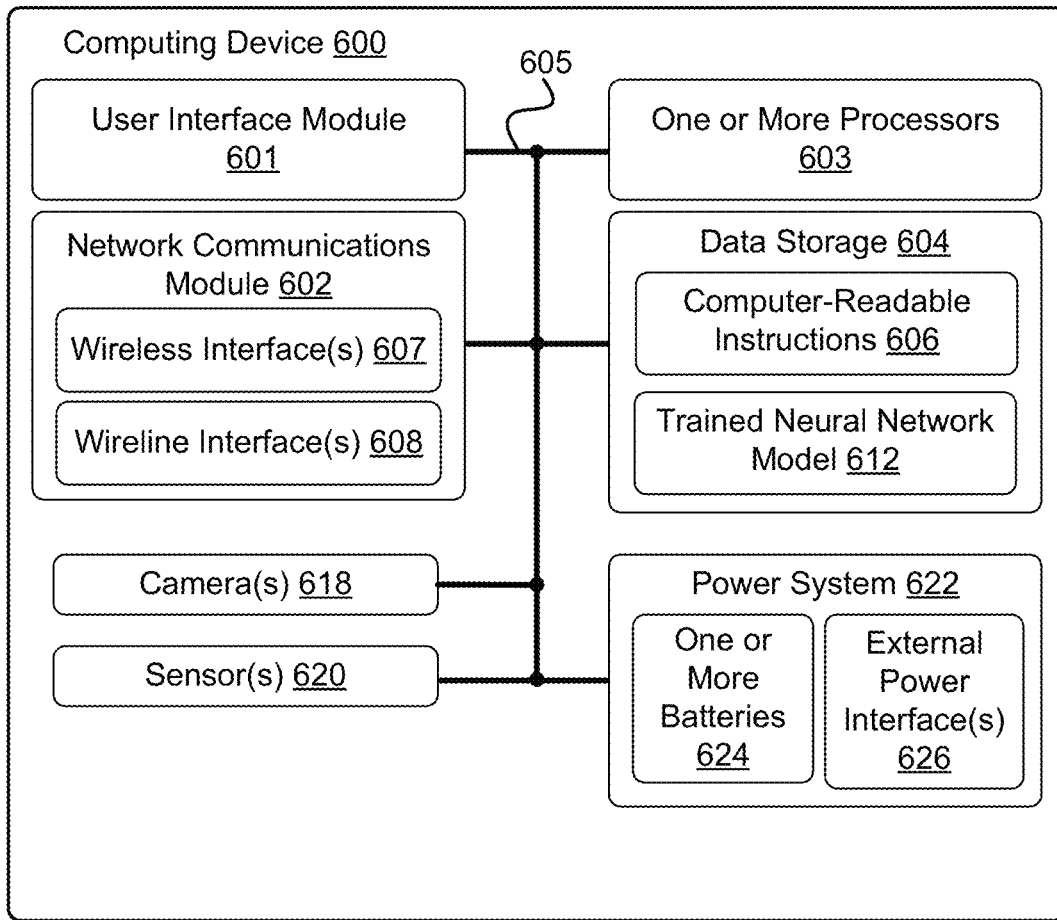 Computing Device 600
605
User Interface Module
601
One or More Processors
603
Network Communications
Module 602
Wireless Interface(s) 607
Wireline Interface(s) 608
Data Storage 604
Computer-Readable
Instructions 606
Trained Neural Network
Model 612
Camera(s) 618
Sensor(s) 620
Power System 622
One or
More
Batteries
624
External
Power
Interface(s)
626